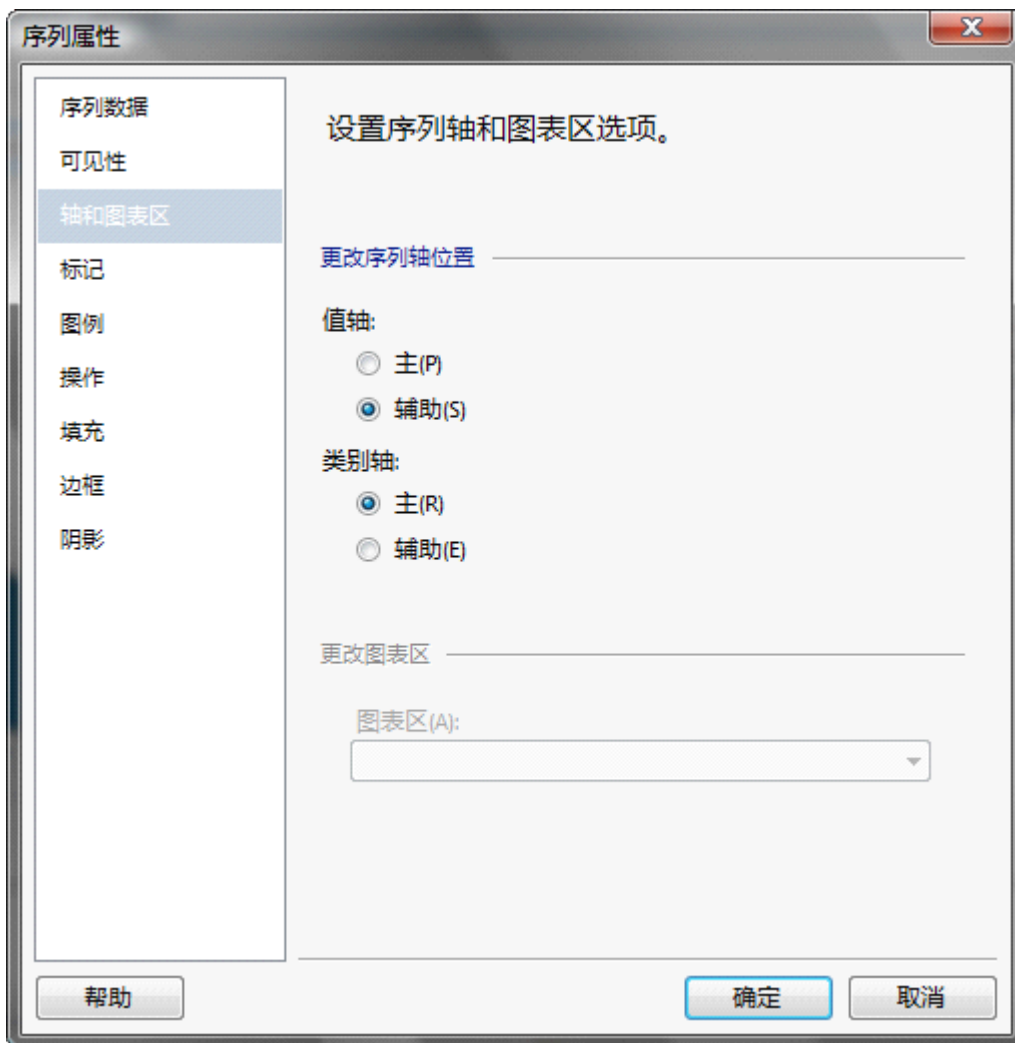 序列属性
序列数据
可见性
轴和图表区
标记
图例
操作
填充
边框
阴影
设置序列轴和图表区选项。
更改序列轴位置
值轴:
主(P)
辅助(S)
类别轴:
主(R)
辅助(E)
更改图表区
图表区(A):
帮助
确定
取消